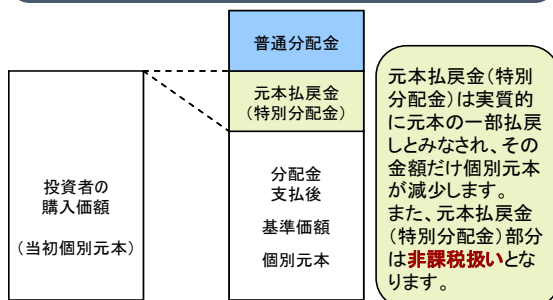 普通分配金
元本払戻金
(特別分配金)
投資者の
購入価額
(当初個別元本)
分配金
支払後
基準価額
個別元本
元本払戻金(特別
分配金)は実質的
に元本の一部払戻
しとみなされ、その
金額だけ個別元本
が減少します。
また、元本払戻金
(特別分配金)部分
は非課税扱いとな
ります。